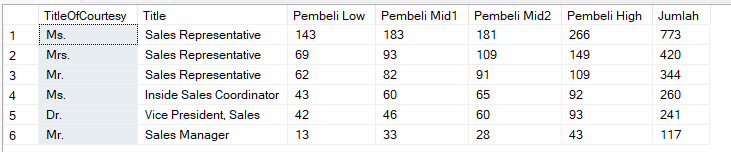 TitleOfCourtesy Title Pembeli Low Pembeli Mid1 Pembeli Mid2 Pembeli High Jumlah
1 Ms. Sales Representative 143 183 181 266 773
2 Mrs. Sales Representative 69 93 109 149 420
3 Mr. Sales Representative 62 82 91 109 344
4 Ms. Inside Sales Coordinator 43 60 65 92 260
5 Dr. Vice President, Sales 42 46 60 93 241
6 Mr. Sales Manager 13 33 28 43 117